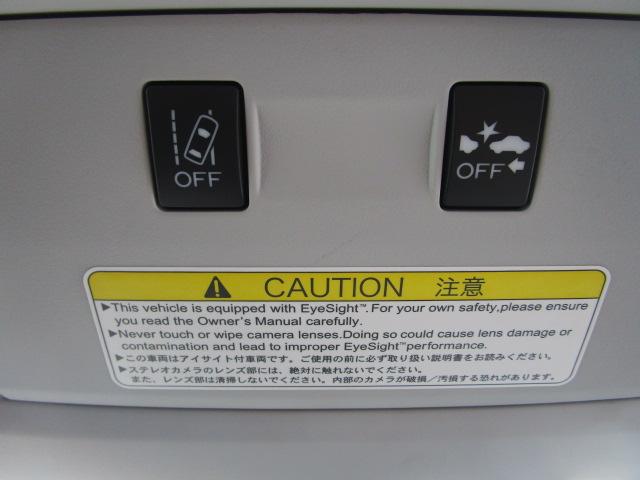 OFF
OFF
CAUTION 注意
▶This vehicle is equipped with EyeSight™. For your own safety,please ensure
you read the Owner's Manual carefully.
▶Never touch or wipe camera lenses.Doing so could cause lens damage or
contamination and lead to improper EyeSight™performance.
▶この車両はアイサイト付車両です。ご使用の前に必ず取り扱い説明書をお読みください。
▶ステレオカメラのレンズ部には、絶対に触れないでください。
また、レンズ部は清掃しないでください。内部のカメラが破損／汚損する恐れがあります。